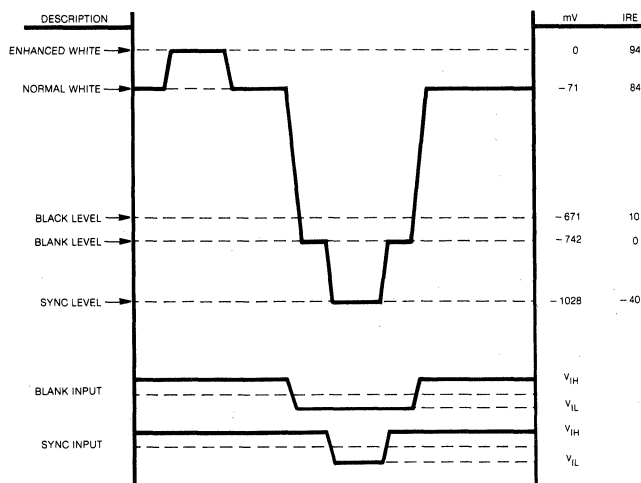 DESCRIPTION mV IRE
ENHANCED WHITE 0 94
NORMAL WHITE -71 84
BLACK LEVEL -671 10
BLANK LEVEL -742 0
SYNC LEVEL -1028 -40
VIH
BLANK INPUT
VIL
VIH
SYNC INPUT
VIL